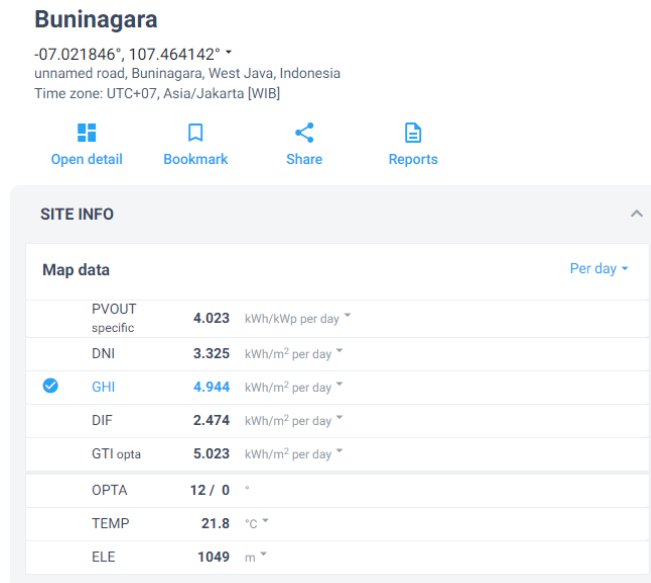 Buninagara
-07.021846°, 107.464142°
unnamed road, Buninagara, West Java, Indonesia
Time zone: UTC+07, Asia/Jakarta [WIB]
Open detail Bookmark Share Reports
SITE INFO
Map data Per day
PVOUT specific 4.023 kWh/kWp per day
DNI 3.325 kWh/m² per day
GHI 4.944 kWh/m² per day
DIF 2.474 kWh/m² per day
GTI opta 5.023 kWh/m² per day
OPTA 12 / 0 °
TEMP 21.8 °C
ELE 1049 m